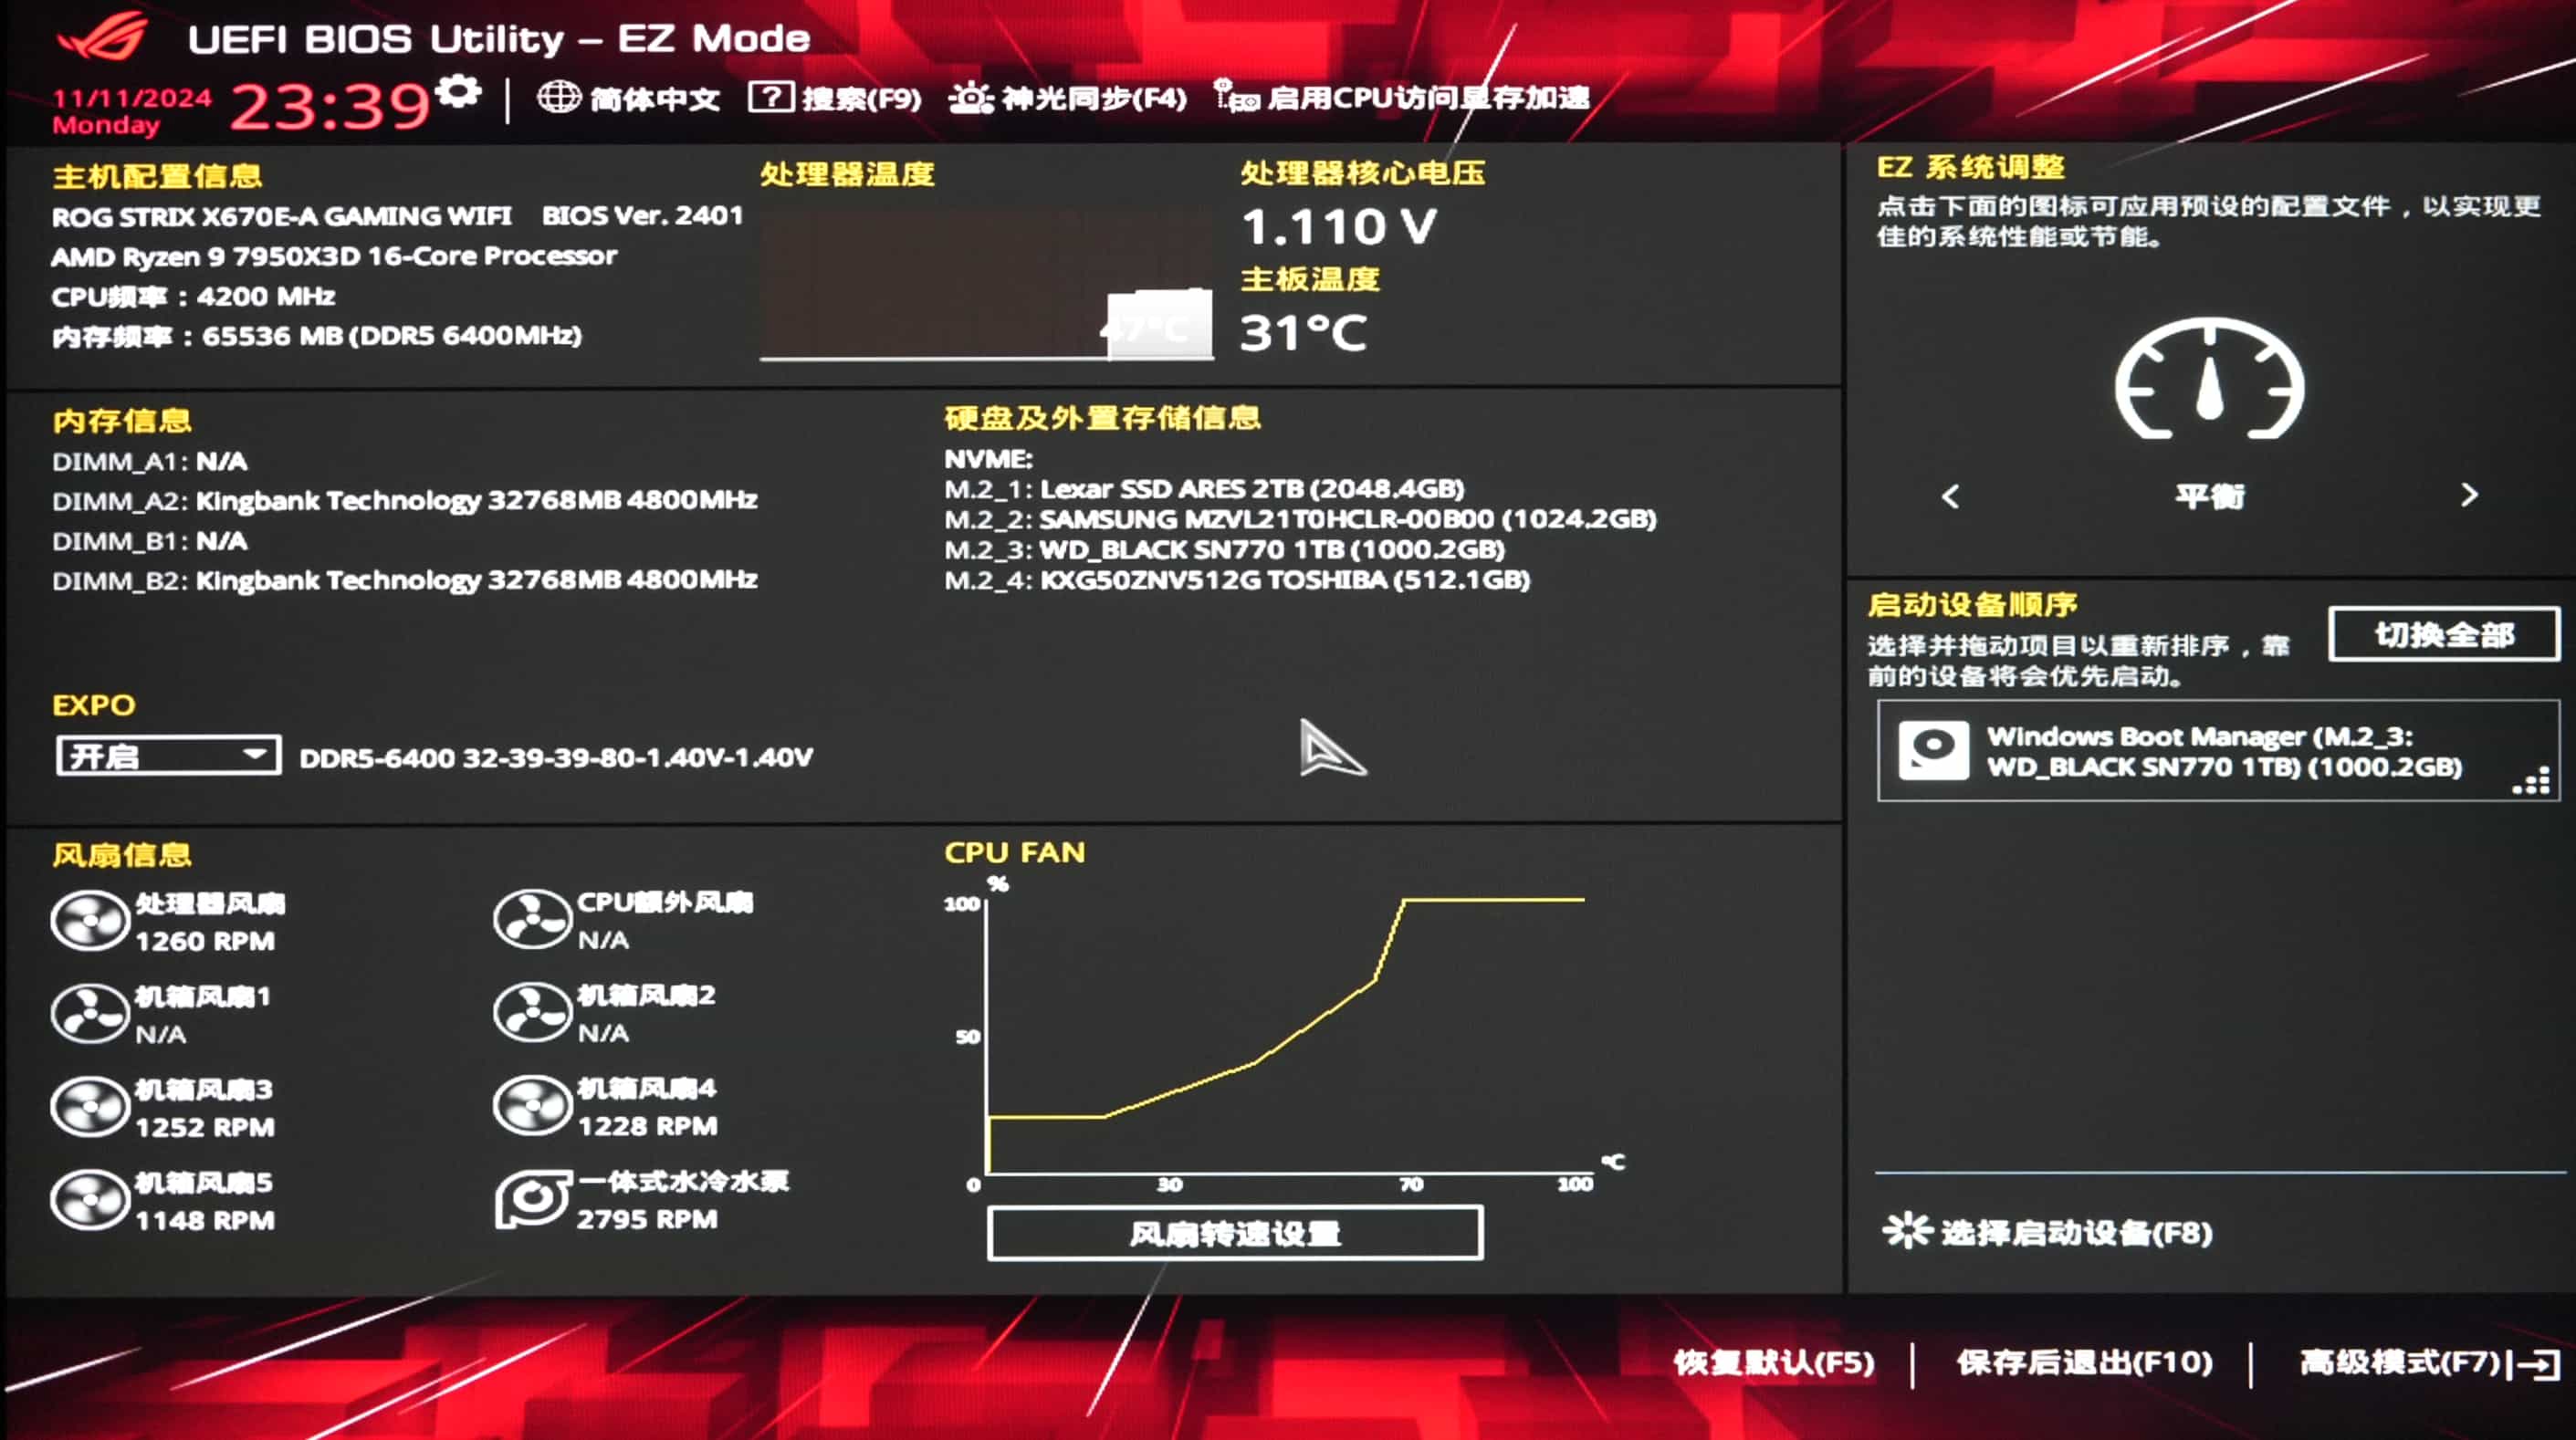 UEFI BIOS Utility – EZ Mode
11/11/2024
Monday
23:39
简体中文
搜索(F9)
神光同步(F4)
启用CPU访问显存加速
主机配置信息
ROG STRIX X670E-A GAMING WIFI BIOS Ver. 2401
AMD Ryzen 9 7950X3D 16-Core Processor
CPU频率：4200 MHz
内存频率：65536 MB (DDR5 6400MHz)
处理器温度
47°C
处理器核心电压
1.110 V
主板温度
31°C
内存信息
DIMM_A1: N/A
DIMM_A2: Kingbank Technology 32768MB 4800MHz
DIMM_B1: N/A
DIMM_B2: Kingbank Technology 32768MB 4800MHz
硬盘及外置存储信息
NVME:
M.2_1: Lexar SSD ARES 2TB (2048.4GB)
M.2_2: SAMSUNG MZVL21T0HCLR-00B00 (1024.2GB)
M.2_3: WD_BLACK SN770 1TB (1000.2GB)
M.2_4: KXG50ZNV512G TOSHIBA (512.1GB)
EXPO
开启
DDR5-6400 32-39-39-80-1.40V-1.40V
风扇信息
处理器风扇
1260 RPM
CPU额外风扇
N/A
机箱风扇1
N/A
机箱风扇2
N/A
机箱风扇3
1252 RPM
机箱风扇4
1228 RPM
机箱风扇5
1148 RPM
一体式水冷水泵
2795 RPM
CPU FAN
%
100
50
0
30
70
100
°C
风扇转速设置
EZ 系统调整
点击下面的图标可应用预设的配置文件，以实现更
佳的系统性能或节能。
平衡
启动设备顺序
选择并拖动项目以重新排序，靠
前的设备将会优先启动。
切换全部
Windows Boot Manager (M.2_3:
WD_BLACK SN770 1TB) (1000.2GB)
选择启动设备(F8)
恢复默认(F5)
保存后退出(F10)
高级模式(F7)